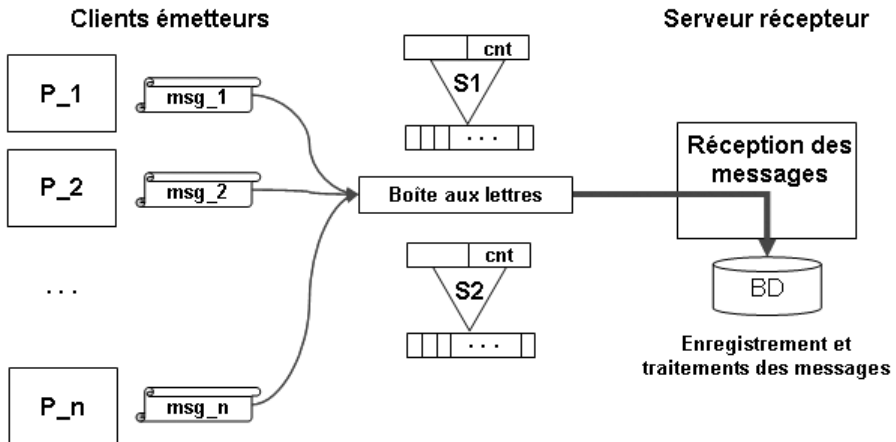 Clients émetteurs
Serveur récepteur
cnt
S1
. . .
P_1
msg_1
P_2
msg_2
Boîte aux lettres
Réception des
messages
cnt
S2
. . .
BD
. . .
Enregistrement et
traitements des messages
P_n
msg_n